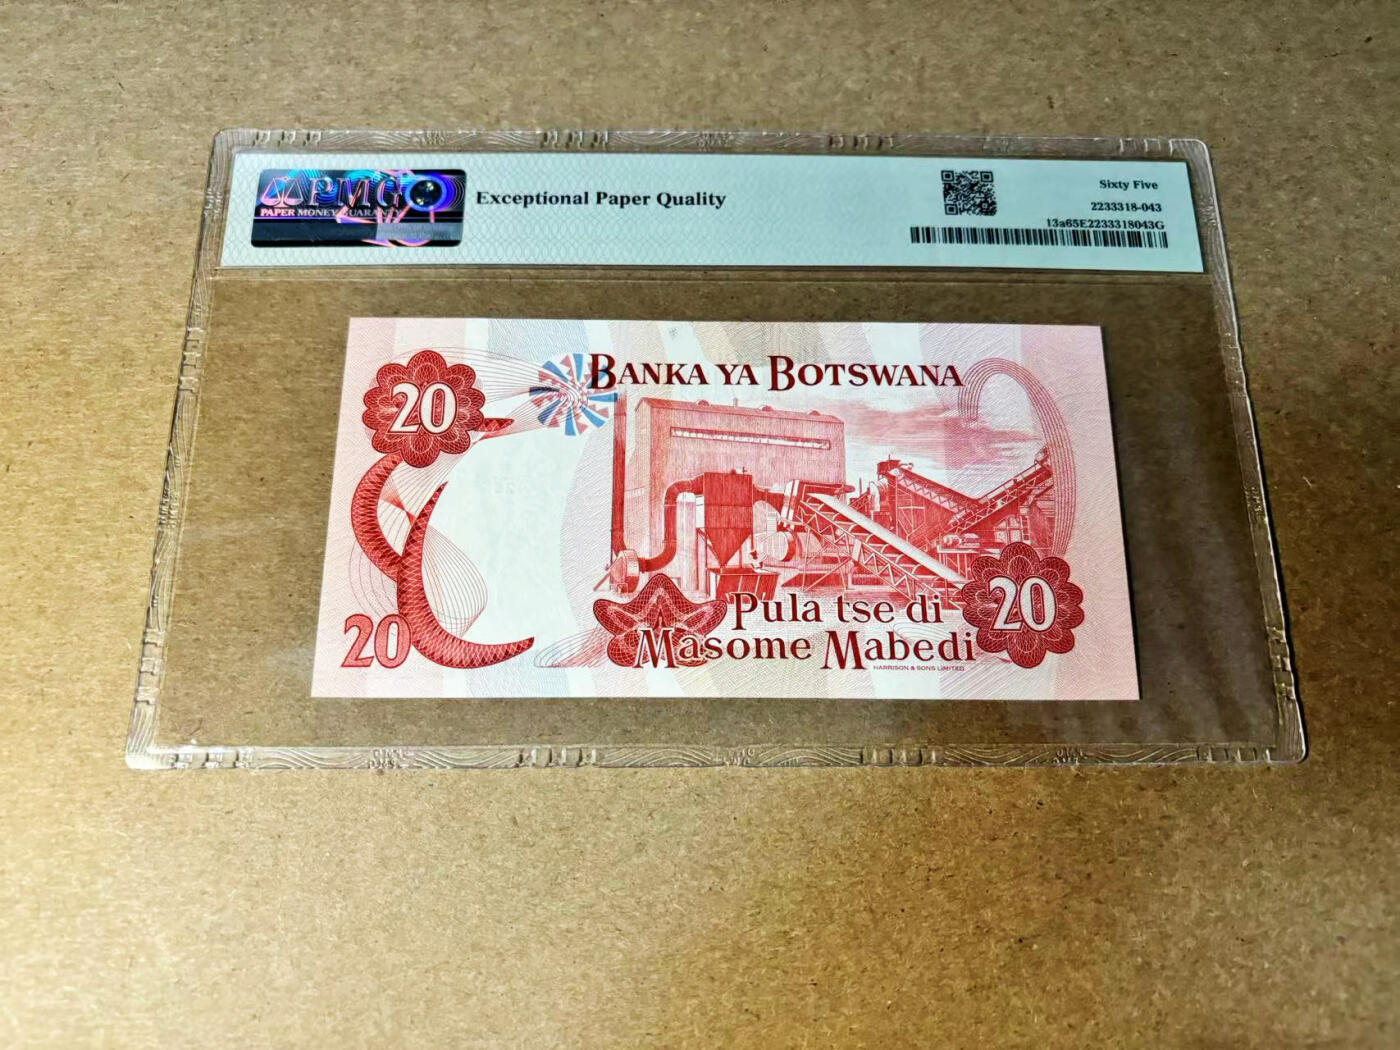 PMG
PAPER MONEY GUARANTY
Exceptional Paper Quality
Sixty Five
2233318-043
13a65E2233318043G
BANKA YA BOTSWANA
20
20
20
Pula tse di
Masome Mabedi
HARRISON & SONS LIMITED